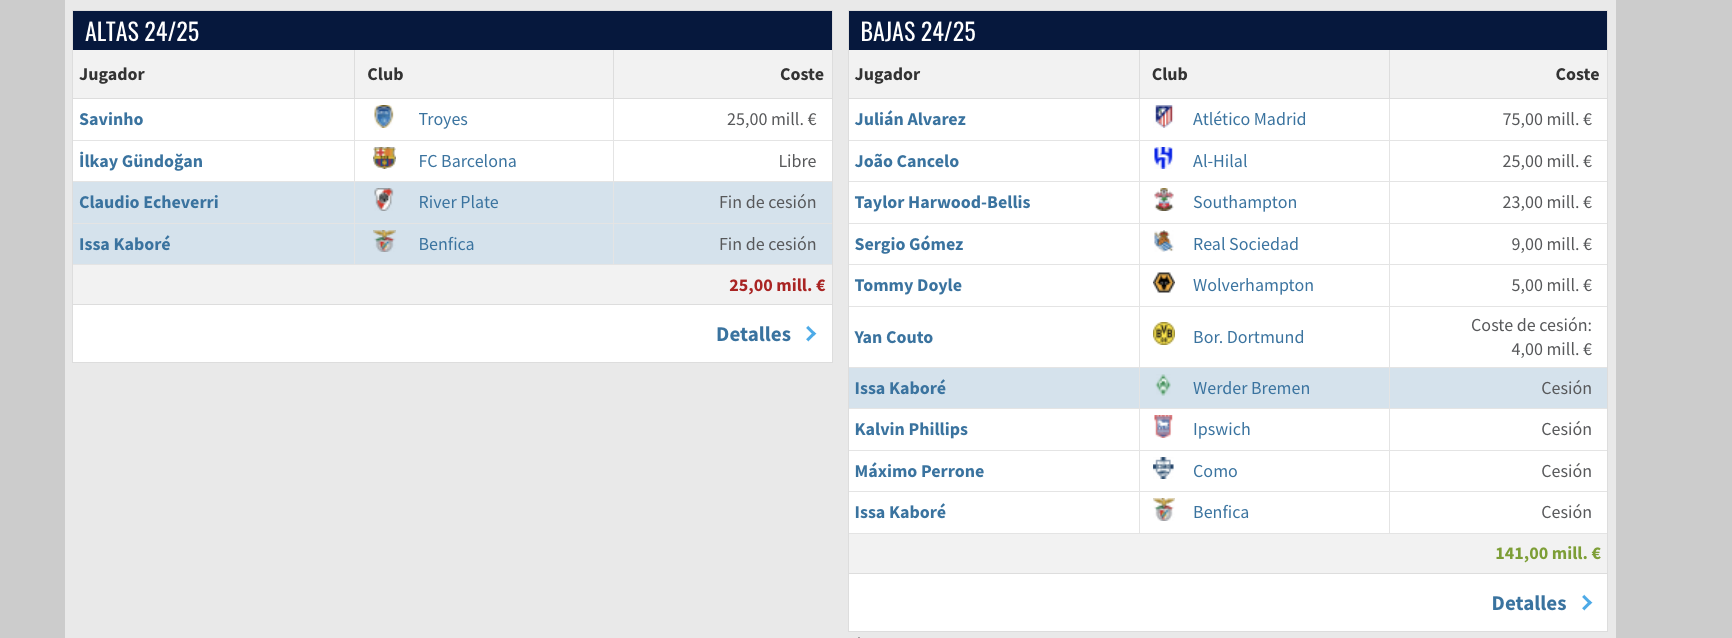 ALTAS 24/25
Jugador Club Coste
Savinho Troyes 25,00 mill. €
İlkay Gündoğan FC Barcelona Libre
Claudio Echeverri River Plate Fin de cesión
Issa Kaboré Benfica Fin de cesión
25,00 mill. €
Detalles
BAJAS 24/25
Jugador Club Coste
Julián Alvarez Atlético Madrid 75,00 mill. €
João Cancelo Al-Hilal 25,00 mill. €
Taylor Harwood-Bellis Southampton 23,00 mill. €
Sergio Gómez Real Sociedad 9,00 mill. €
Tommy Doyle Wolverhampton 5,00 mill. €
Yan Couto Bor. Dortmund Coste de cesión:
4,00 mill. €
Issa Kaboré Werder Bremen Cesión
Kalvin Phillips Ipswich Cesión
Máximo Perrone Como Cesión
Issa Kaboré Benfica Cesión
141,00 mill. €
Detalles